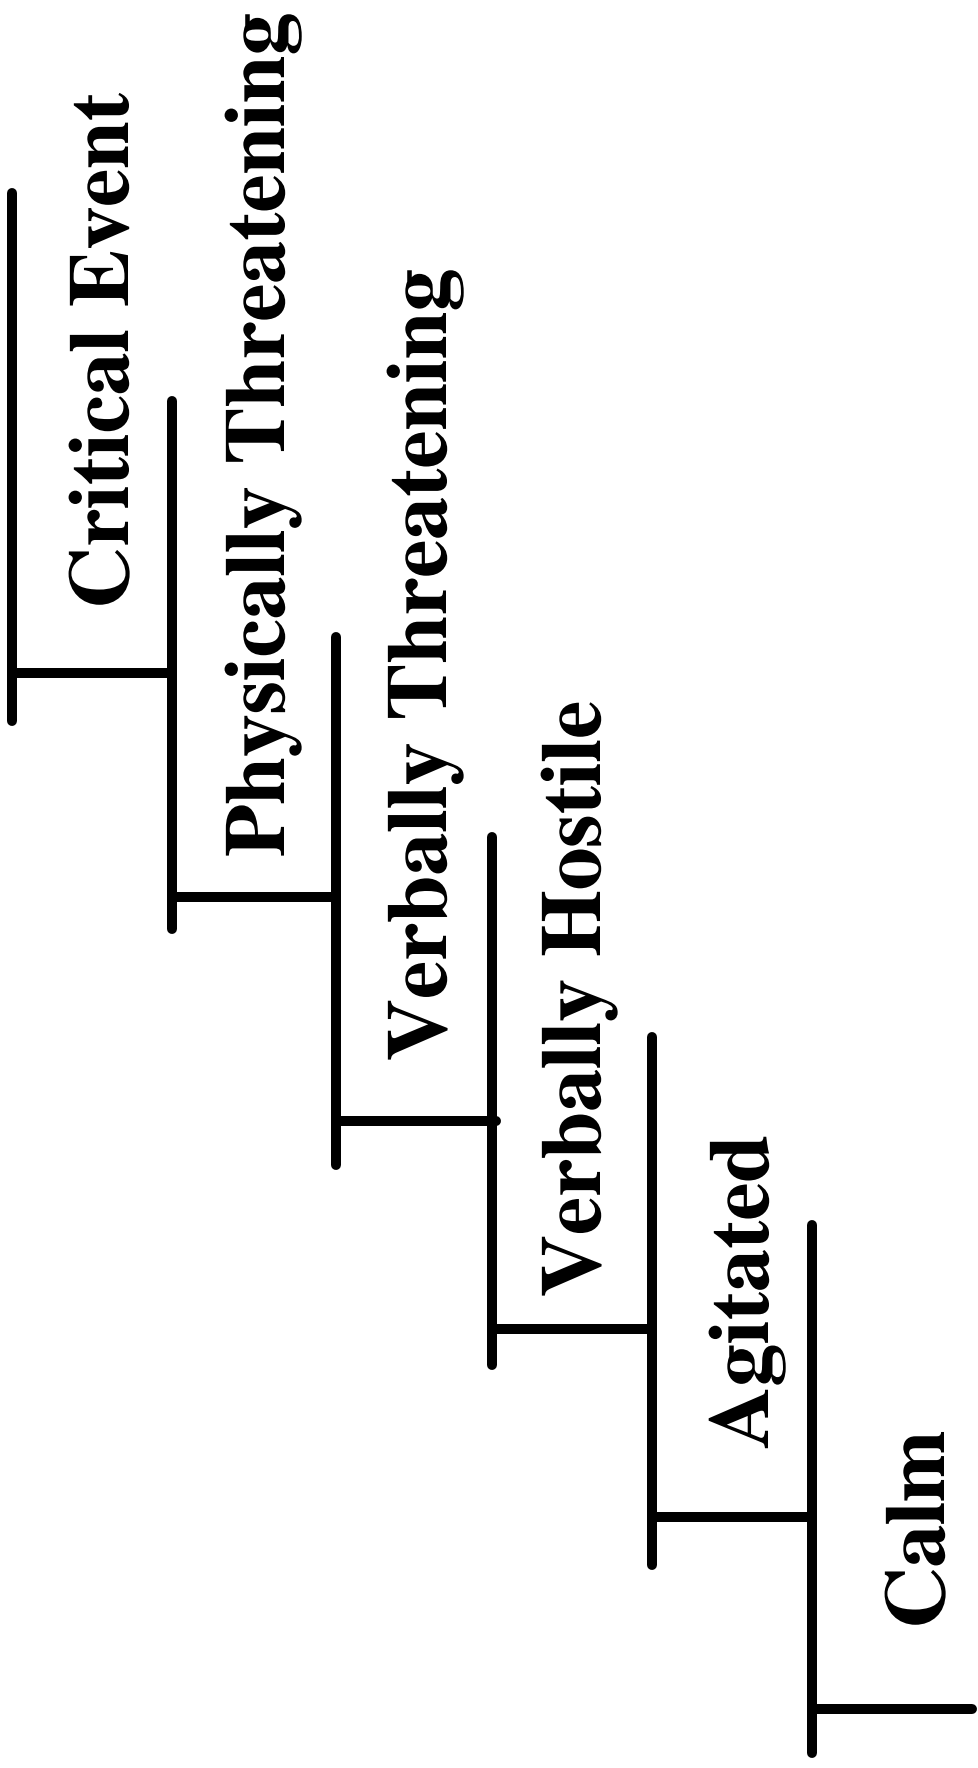 Critical Event
Physically Threatening
Verbally Threatening
Verbally Hostile
Agitated
Calm